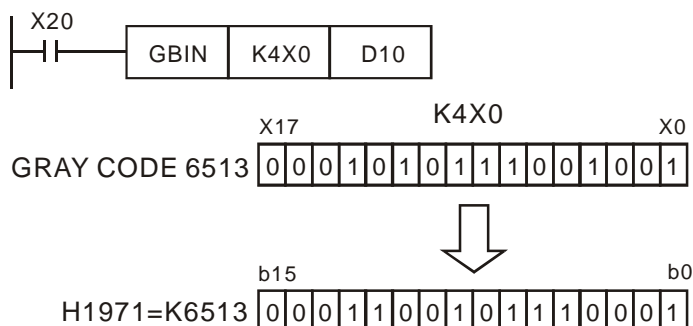 X20
GBIN K4X0 D10
K4X0
X17 X0
GRAY CODE 6513 0 0 0 1 0 1 0 1 1 1 0 0 1 0 0 1
b15 b0
H1971=K6513 0 0 0 1 1 0 0 1 0 1 1 1 0 0 0 1